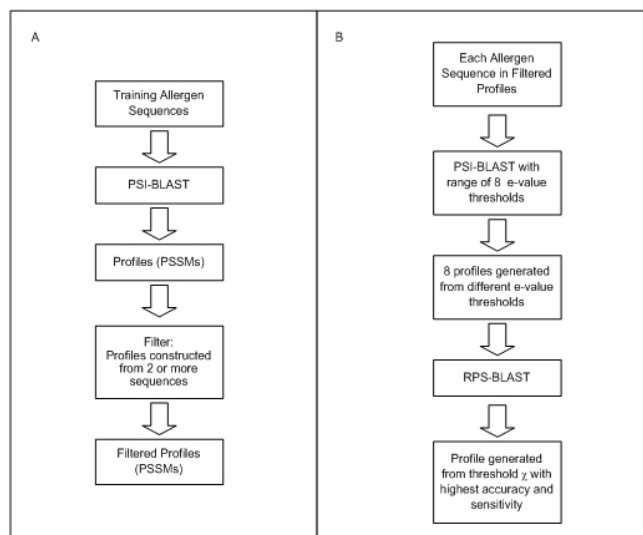 A
Training Allergen
Sequences
PSI-BLAST
Profiles (PSSMs)
Filter:
Profiles constructed
from 2 or more
sequences
Filtered Profiles
(PSSMs)
B
Each Allergen
Sequence in Filtered
Profiles
PSI-BLAST with
range of 8 e-value
thresholds
8 profiles generated
from different e-value
thresholds
RPS-BLAST
Profile generated
from threshold χ with
highest accuracy and
sensitivity